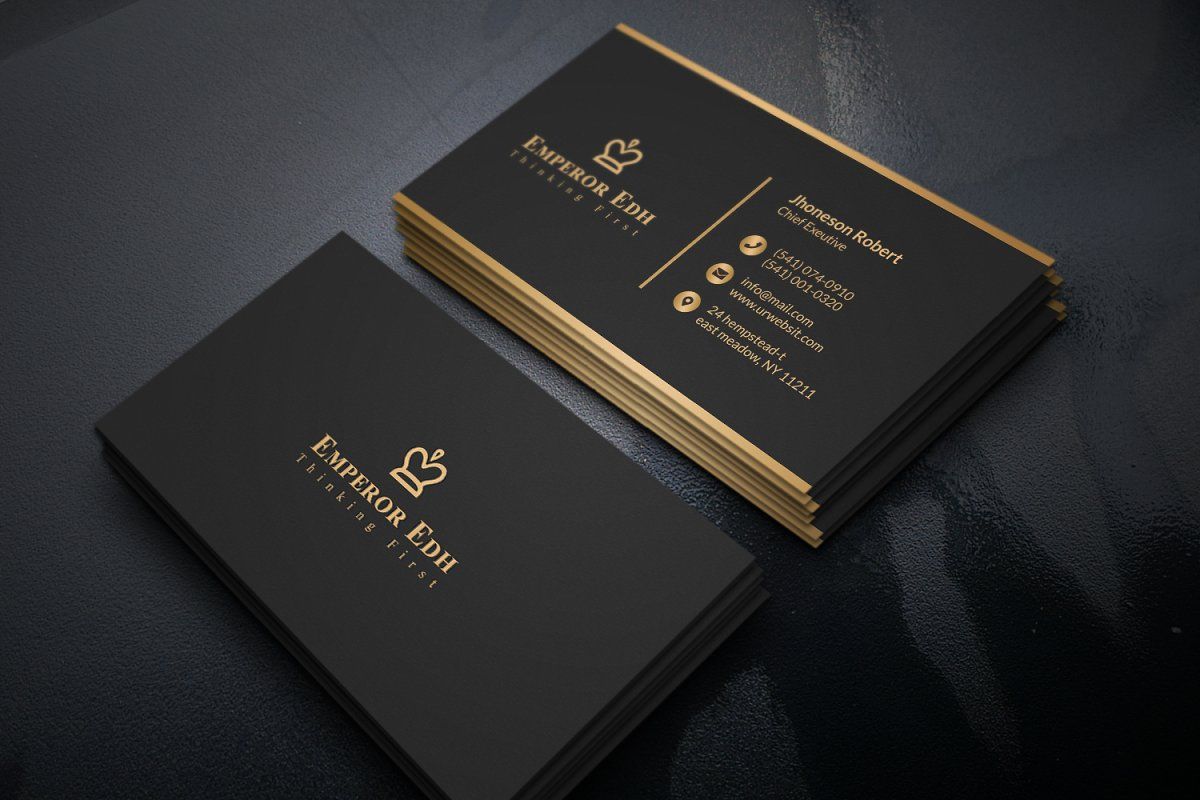 EMPEROR EDH
Thinking First
Jhoneson Robert
Chief Exeutive
(541) 074-0910
(541) 001-0320
info@mail.com
www.urwebsit.com
24 hempstead-t
east meadow, NY 11211
EMPEROR EDH
Thinking First